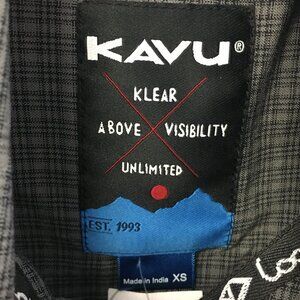 KAVU®
KLEAR
ABOVE VISIBILITY
UNLIMITED
EST. 1993
Made in India XS